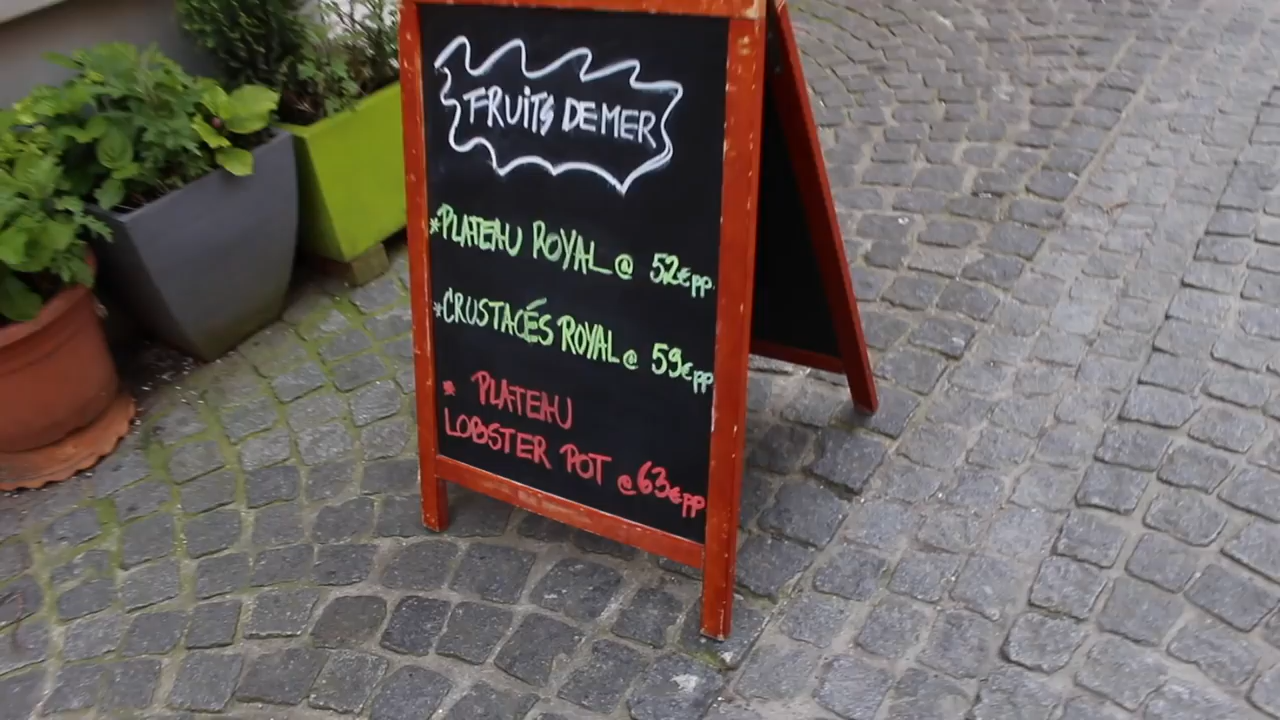 FRUITS DE MER
*PLATEAU ROYAL @ 52€pp
*CRUSTACÉS ROYAL @ 59€pp
* PLATEAU
LOBSTER POT @ 63€pp